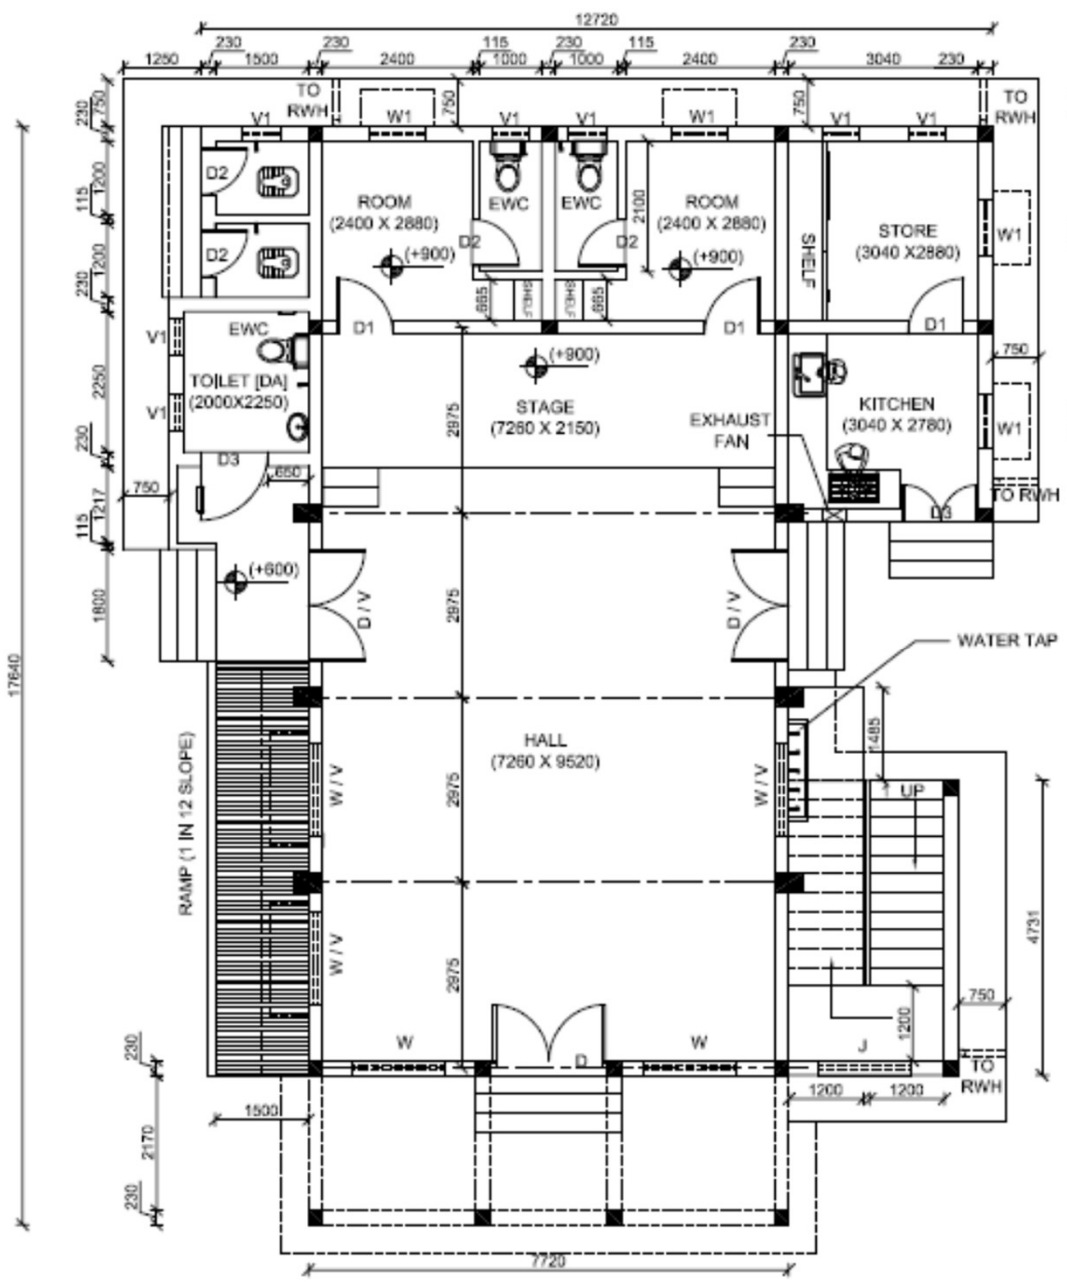 12720
230
230
115
230
115
230
1250
1500
2400
1000
1000
2400
3040
230
750
230
TO
RWH
750
750
TO
RWH
V1
W1
V1
V1
W1
V1
V1
D2
1200
115
ROOM
(2400 X 2880)
EWC
EWC
2100
ROOM
(2400 X 2880)
STORE
(3040 X2880)
W1
SHELF
D2
D2
D2
(+900)
(+900)
1200
230
665
SHELF
SHELF
665
D1
D1
D1
V1
EWC
(+900)
750
TOILET [DA]
(2000X2250)
2250
V1
2975
STAGE
(7260 X 2150)
EXHAUST
FAN
KITCHEN
(3040 X 2780)
W1
230
D3
650
750
1217
115
TO RWH
D3
(+600)
1800
D / V
2975
D / V
WATER TAP
17640
RAMP (1 IN 12 SLOPE)
1485
HALL
(7260 X 9520)
W / V
2975
W / V
UP
W / V
2975
4731
750
1200
230
W
D
W
J
TO
RWH
1200
1200
1500
2170
230
7720